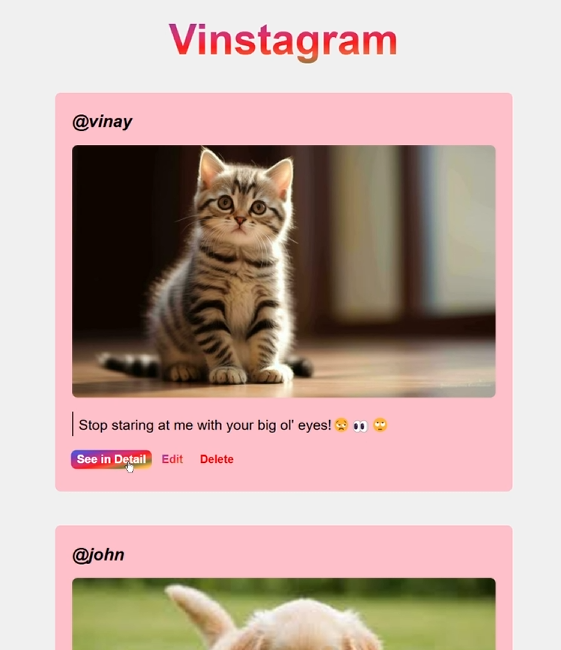 Vinstagram
@vinay
Stop staring at me with your big ol' eyes!😠 👀 🙄
See in Detail Edit Delete
@john